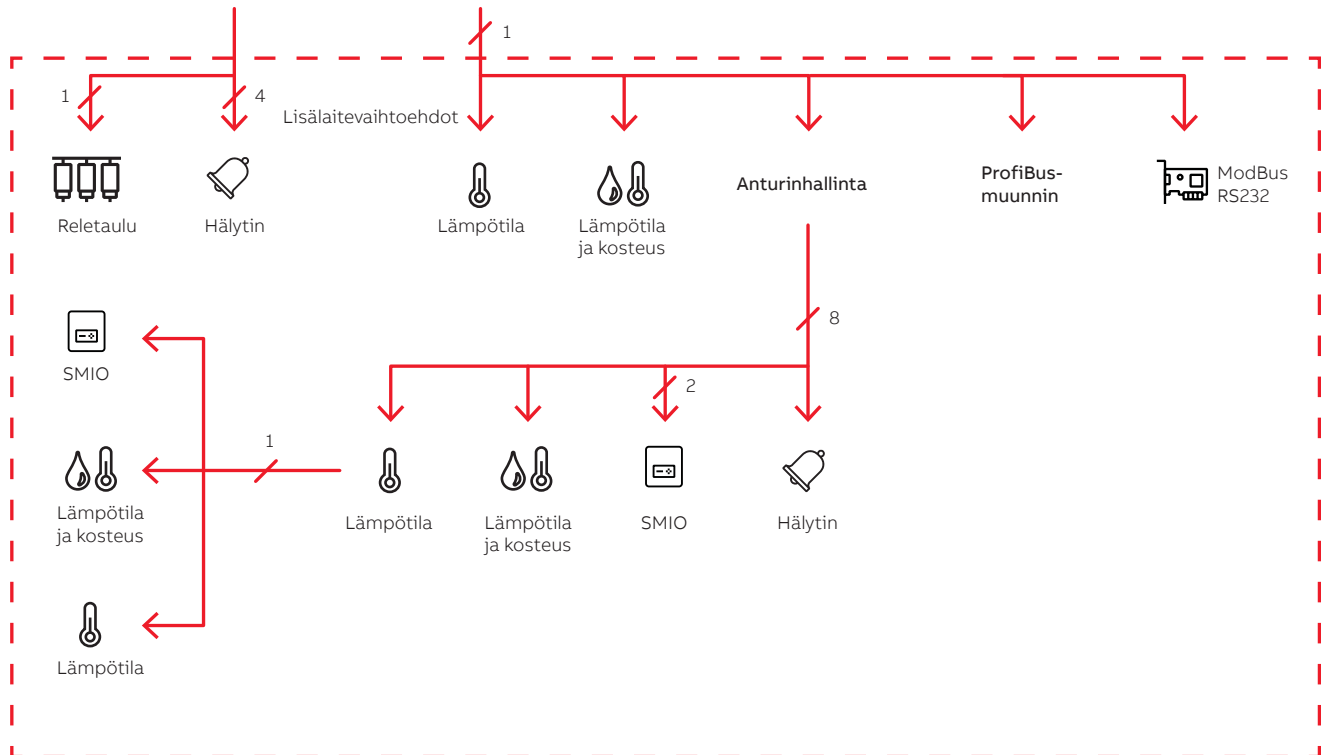 1
1
4
Lisälaitevaihtoehdot
Reletaulu
Hälytin
Lämpötila
Lämpötila
ja kosteus
Anturinhallinta
ProfiBus-
muunnin
ModBus
RS232
8
SMIO
2
1
Lämpötila
ja kosteus
Lämpötila
Lämpötila
ja kosteus
SMIO
Hälytin
Lämpötila